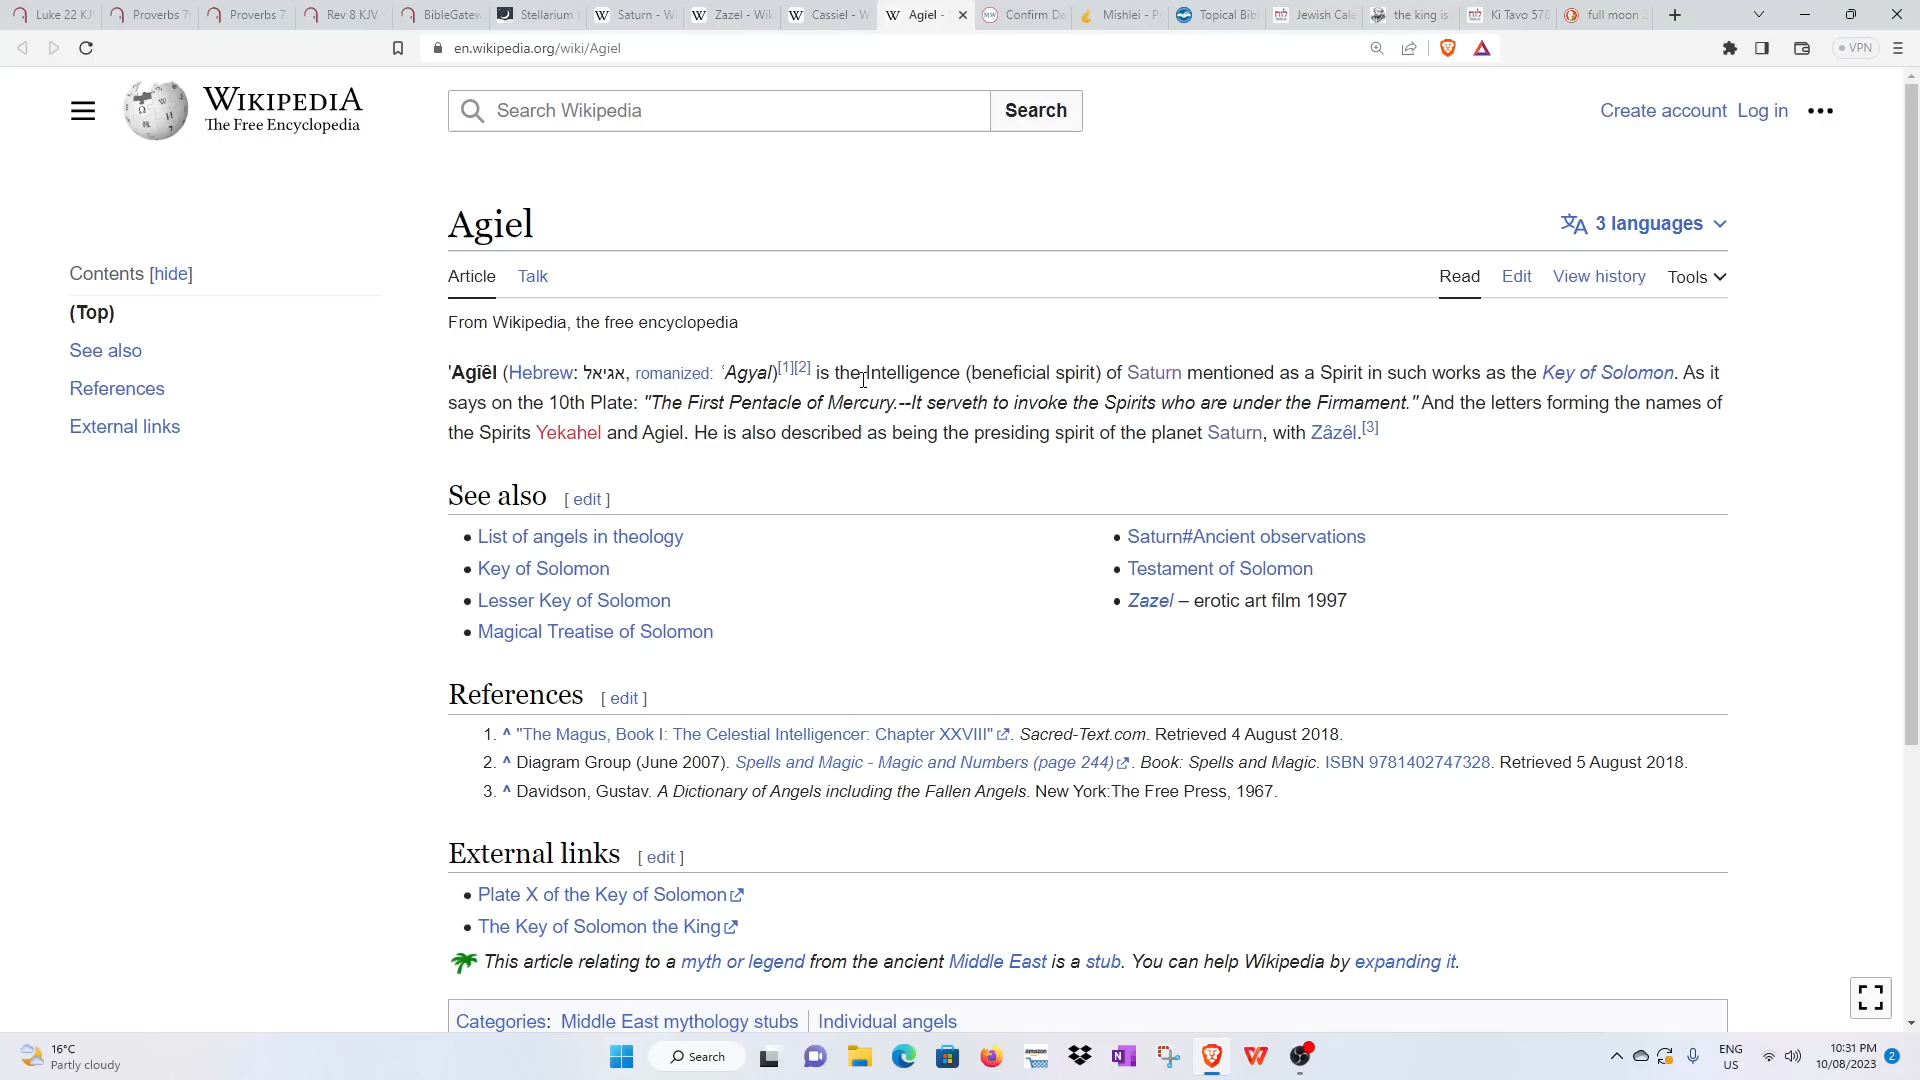 Luke 22 KJ
Proverbs 7
Proverbs 7
Rev 8 KJV
BibleGatew
Stellarium
Saturn - W
Zazel - Wik
Cassiel - W
Agiel -
Confirm De
Mishlei - P
Topical Bib
Jewish Cale
the king is
Ki Tavo 578
full moon
en.wikipedia.org/wiki/Agiel
VPN
WIKIPEDIA
The Free Encyclopedia
Search Wikipedia
Search
Create account Log in
Agiel
3 languages
Contents [hide]
(Top)
See also
References
External links
Article Talk
Read Edit View history Tools
From Wikipedia, the free encyclopedia
'Agîêl (Hebrew: אגיאל, romanized: ʿAgyal)[1][2] is the Intelligence (beneficial spirit) of Saturn mentioned as a Spirit in such works as the Key of Solomon. As it
says on the 10th Plate: "The First Pentacle of Mercury.--It serveth to invoke the Spirits who are under the Firmament." And the letters forming the names of
the Spirits Yekahel and Agiel. He is also described as being the presiding spirit of the planet Saturn, with Zâzêl.[3]
See also [ edit ]
List of angels in theology
Key of Solomon
Lesser Key of Solomon
Magical Treatise of Solomon
Saturn#Ancient observations
Testament of Solomon
Zazel – erotic art film 1997
References [ edit ]
1. ^ "The Magus, Book I: The Celestial Intelligencer: Chapter XXVIII". Sacred-Text.com. Retrieved 4 August 2018.
2. ^ Diagram Group (June 2007). Spells and Magic - Magic and Numbers (page 244). Book: Spells and Magic. ISBN 9781402747328. Retrieved 5 August 2018.
3. ^ Davidson, Gustav. A Dictionary of Angels including the Fallen Angels. New York:The Free Press, 1967.
External links [ edit ]
Plate X of the Key of Solomon
The Key of Solomon the King
This article relating to a myth or legend from the ancient Middle East is a stub. You can help Wikipedia by expanding it.
Categories: Middle East mythology stubs | Individual angels
16°C
Partly cloudy
Search
amazon
ENG
US
10:31 PM
10/08/2023
2